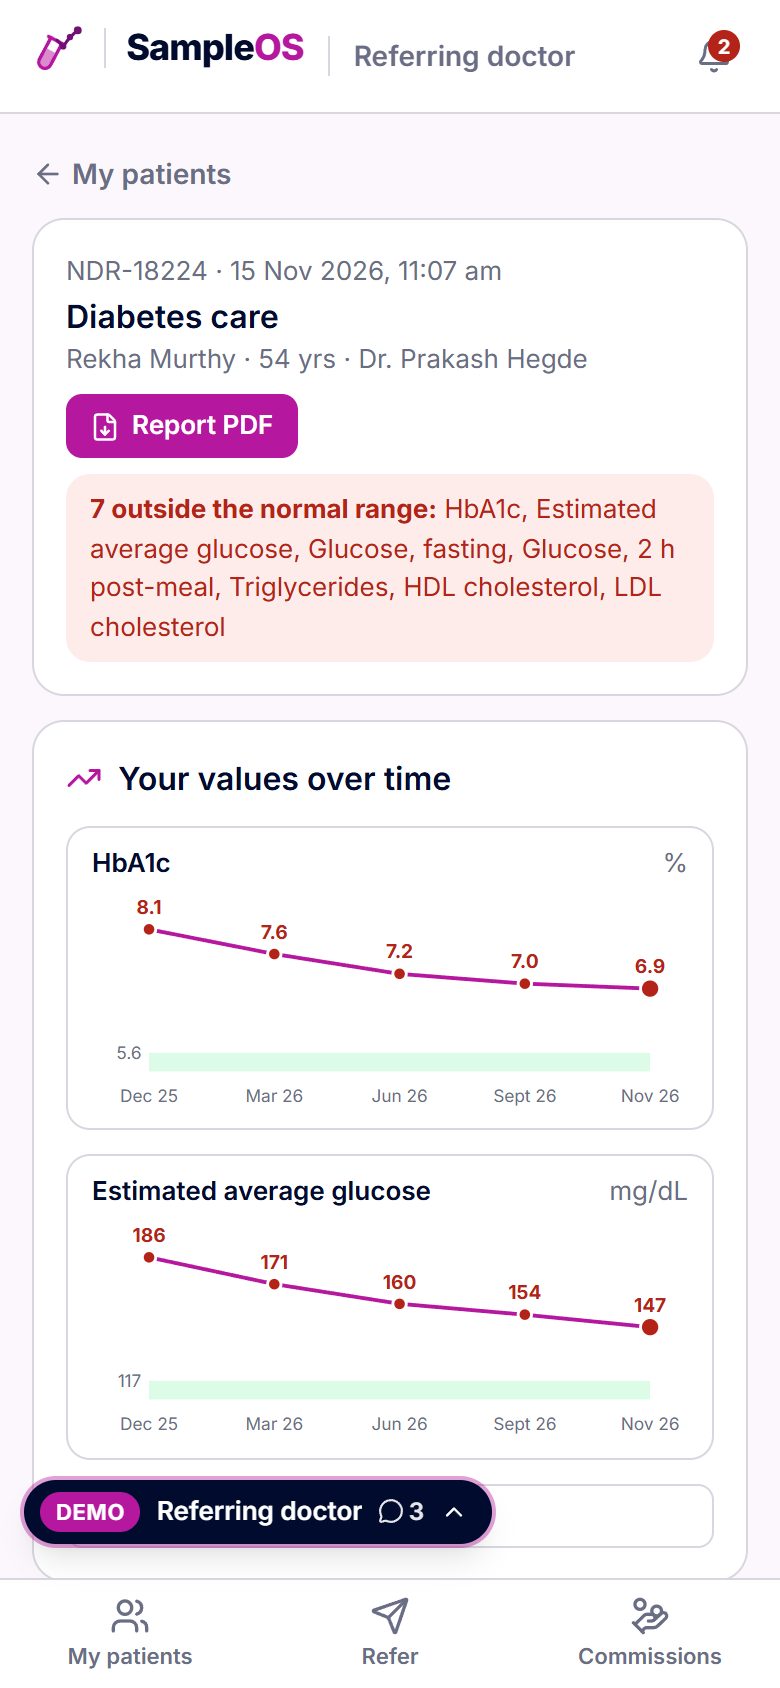 SampleOS
Referring doctor
2
My patients
NDR-18224 · 15 Nov 2026, 11:07 am
Diabetes care
Rekha Murthy · 54 yrs · Dr. Prakash Hegde
Report PDF
7 outside the normal range: HbA1c, Estimated
average glucose, Glucose, fasting, Glucose, 2 h
post-meal, Triglycerides, HDL cholesterol, LDL
cholesterol
Your values over time
HbA1c %
8.1 7.6 7.2 7.0 6.9
5.6
Dec 25 Mar 26 Jun 26 Sept 26 Nov 26
Estimated average glucose mg/dL
186 171 160 154 147
117
Dec 25 Mar 26 Jun 26 Sept 26 Nov 26
DEMO Referring doctor 3
My patients Refer Commissions